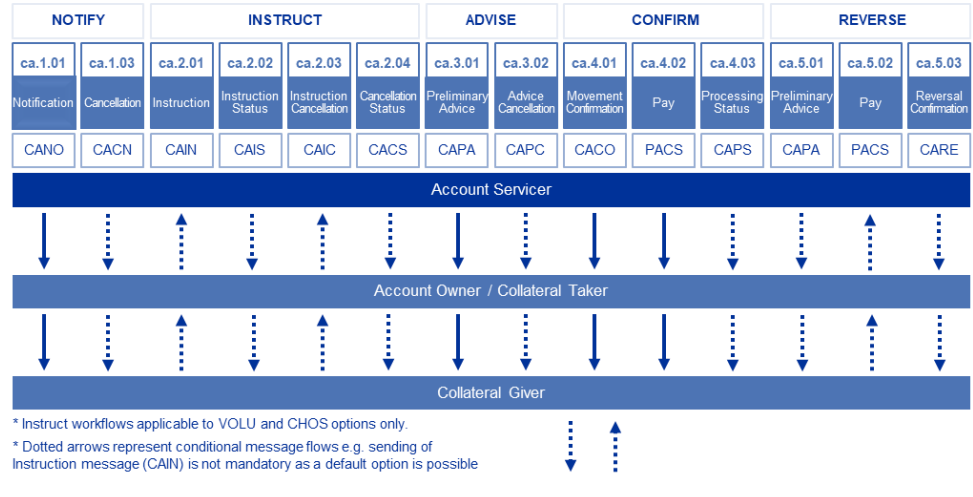 NOTIFY INSTRUCT ADVISE CONFIRM REVERSE
ca.1.01 ca.1.03 ca.2.01 ca.2.02 ca.2.03 ca.2.04 ca.3.01 ca.3.02 ca.4.01 ca.4.02 ca.4.03 ca.5.01 ca.5.02 ca.5.03
Notification Cancellation Instruction Instruction Status Instruction Cancellation Cancellation Status Preliminary Advice Advice Cancellation Movement Confirmation Pay Processing Status Preliminary Advice Pay Reversal Confirmation
CANO CACN CAIN CAIS CAIC CACS CAPA CAPC CACO PACS CAPS CAPA PACS CARE
Account Servicer
Account Owner / Collateral Taker
Collateral Giver
* Instruct workflows applicable to VOLU and CHOS options only.
* Dotted arrows represent conditional message flows e.g. sending of
Instruction message (CAIN) is not mandatory as a default option is possible